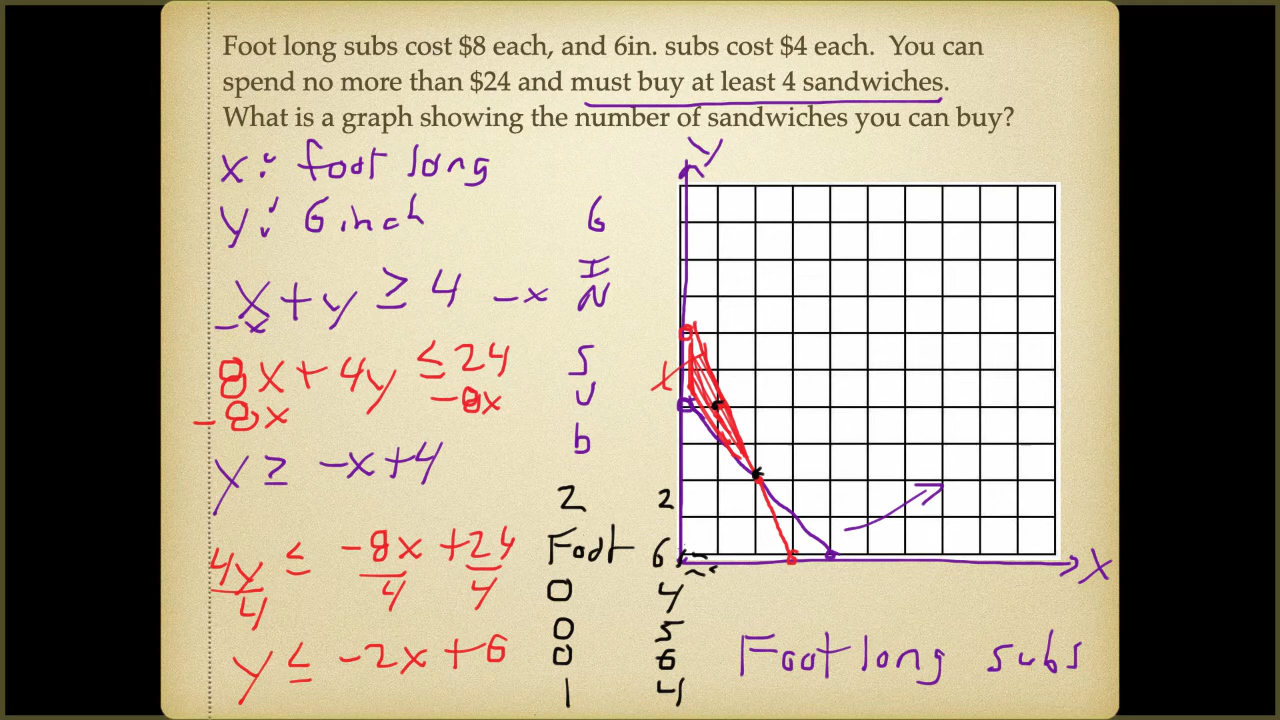 Foot long subs cost $8 each, and 6in. subs cost $4 each. You can
spend no more than $24 and must buy at least 4 sandwiches.
What is a graph showing the number of sandwiches you can buy?
x: foot long
y: 6 inch
x + y ≥ 4 -x
-x
8x + 4y ≤ 24
-8x -8x
y ≥ -x + 4
4y/4 ≤ -8x/4 + 24/4
y ≤ -2x + 6
6
I
N
S
U
b
2 2
Foot 6
0 4
0 5
0 6
1 4
Y
X
X
Foot long subs